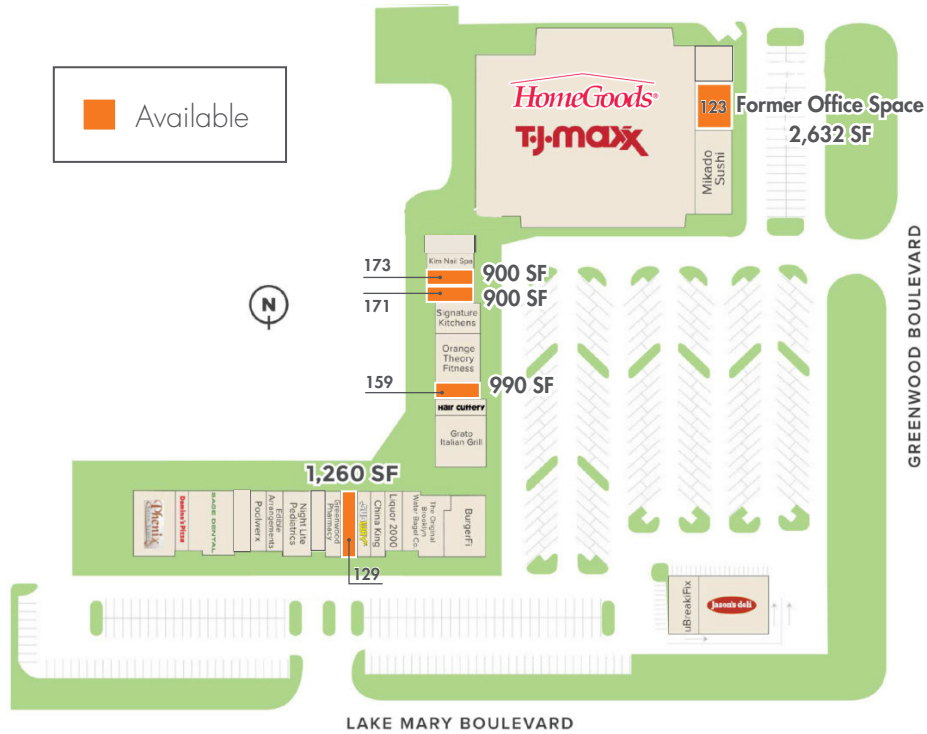 Available
HomeGoods®
T·J·maxx
123
Former Office Space
2,632 SF
Mikado
Sushi
Kim Nail Spa
173
900 SF
171
900 SF
Signature
Kitchens
Orange
Theory
Fitness
159
990 SF
Hair Cuttery
Grato
Italian Grill
N
GREENWOOD BOULEVARD
1,260 SF
Phenix
Domino's Pizza
SAGE DENTAL
Poolwerx
Edible
Arrangements
Night Lite
Pedietrics
Greenwood
Pharmacy
China King
Liquor 2000
The Original
Brooklyn
Water Bagel Co.
BurgerFi
129
uBreakiFix
Jason's deli
LAKE MARY BOULEVARD